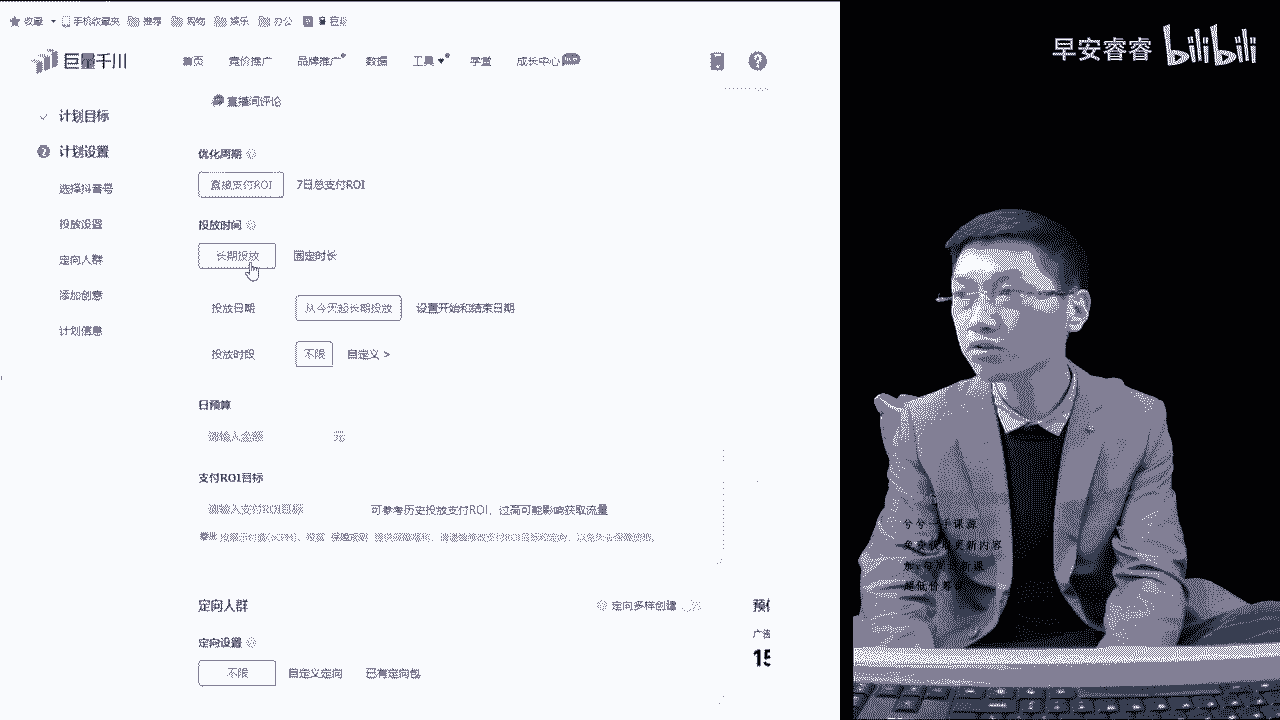 收藏 手机收藏夹 推荐 购物 娱乐 办公
巨量千川 首页 竞价推广 品牌推广 数据 工具 学堂 成长中心
早安睿睿 bilibili
计划目标
计划设置
选择抖音号
投放设置
定向人群
添加创意
计划信息
直播间评论
优化周期
直接支付ROI 7日总支付ROI
投放时间
长期投放 固定时长
投放日期 从今天起长期投放 设置开始和结束日期
投放时段 不限 自定义 >
日预算
请输入金额 元
支付ROI目标
请输入支付ROI目标 可参考历史投放支付ROI，过高可能影响获取流量
定向人群 定向多样创建
定向设置
不限 自定义定向 已有定向包
广告
15